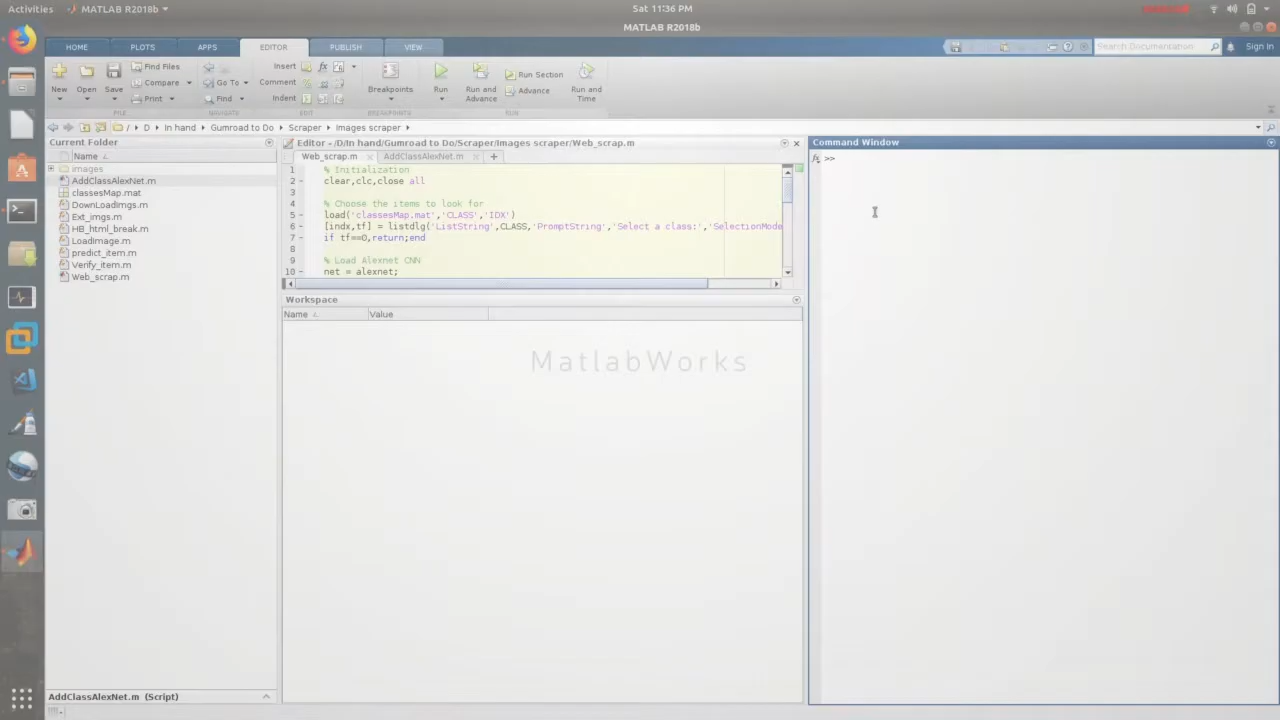 Activities MATLAB R2018b Sat 11:36 PM
MATLAB R2018b
HOME PLOTS APPS EDITOR PUBLISH VIEW Search Documentation Sign In
New Open Save Find Files Compare Print Go To Find Insert Comment Indent Breakpoints Run Run and Advance Run Section Advance Run and Time
FILE NAVIGATE EDIT BREAKPOINTS RUN
/ D In hand Gumroad to Do Scraper Images scraper
Current Folder
Name
images
AddClassAlexNet.m
classesMap.mat
DownLoadImgs.m
Ext_imgs.m
HB_html_break.m
LoadImage.m
predict_item.m
Verify_item.m
Web_scrap.m
AddClassAlexNet.m (Script)
Editor - /D/In hand/Gumroad to Do/Scraper/Images scraper/Web_scrap.m
Web_scrap.m AddClassAlexNet.m
1 % Initialization
2 clear,clc,close all
3
4 % Choose the items to look for
5 load('classesMap.mat','CLASS','IDX')
6 [indx,tf] = listdlg('ListString',CLASS,'PromptString','Select a class:','SelectionMode
7 if tf==0,return;end
8
9 % Load Alexnet CNN
10 net = alexnet;
Workspace
Name Value
MatlabWorks
Command Window
fx >>